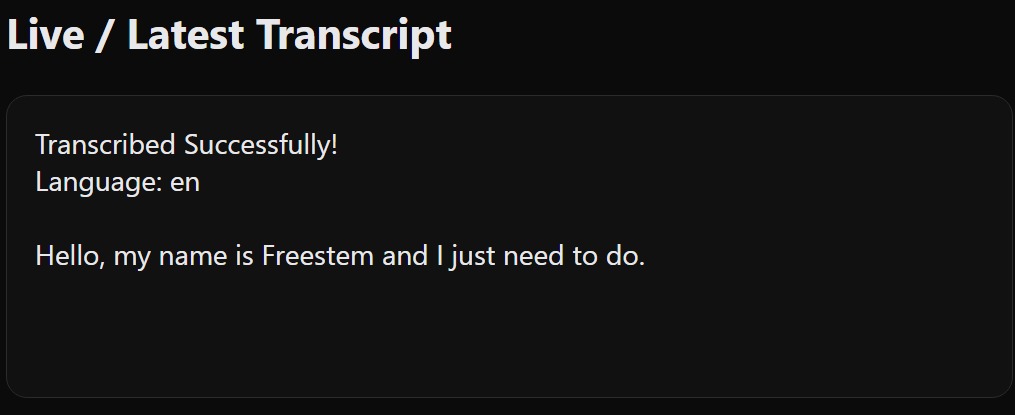 Live / Latest Transcript
Transcribed Successfully!
Language: en
Hello, my name is Freestem and I just need to do.